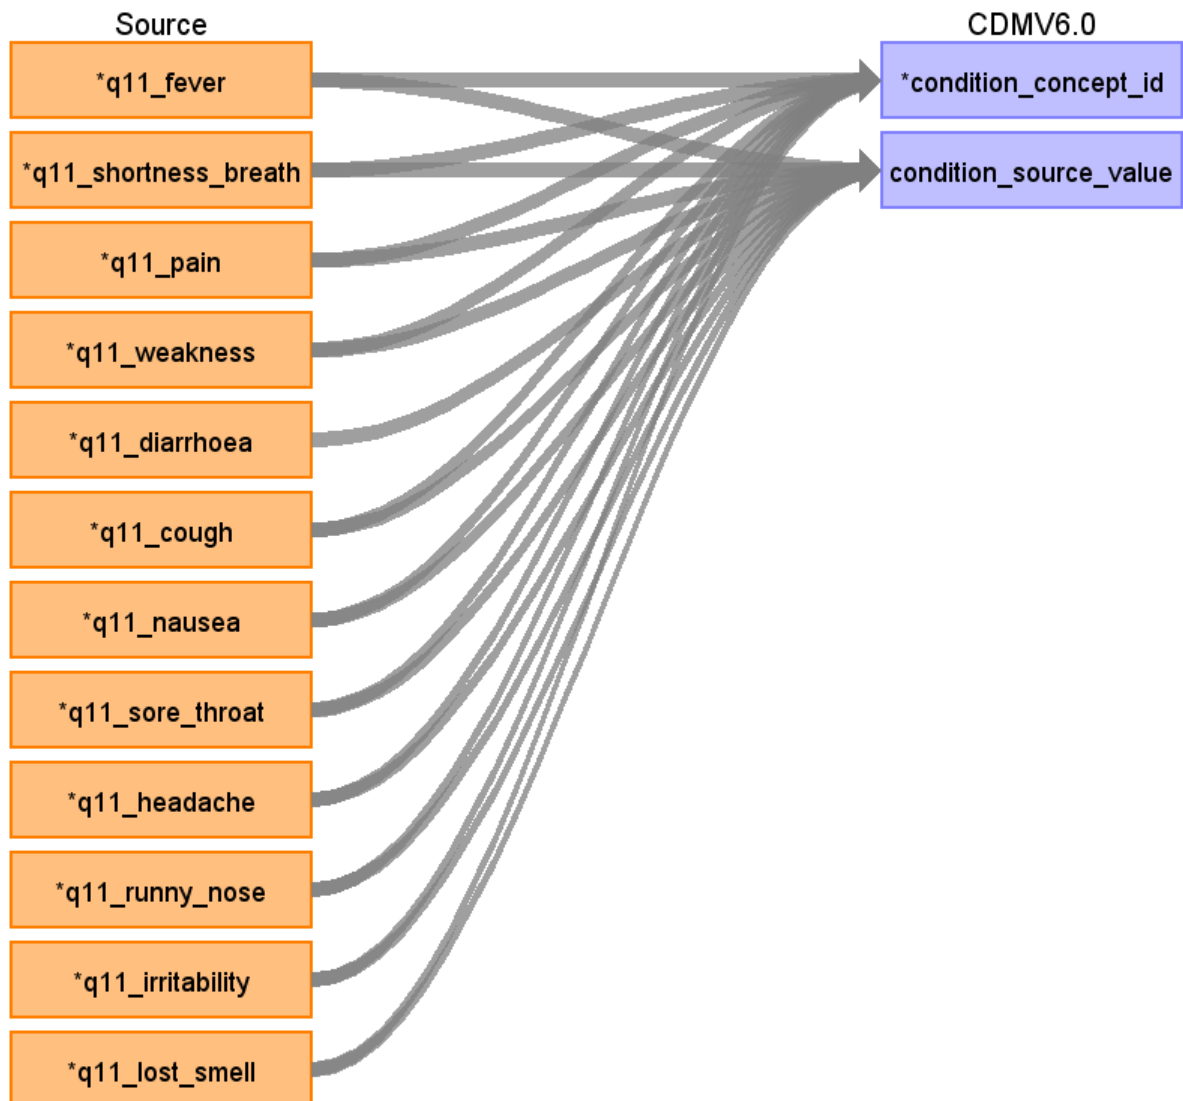 Source
CDMV6.0
*q11_fever
*condition_concept_id
*q11_shortness_breath
condition_source_value
*q11_pain
*q11_weakness
*q11_diarrhoea
*q11_cough
*q11_nausea
*q11_sore_throat
*q11_headache
*q11_runny_nose
*q11_irritability
*q11_lost_smell